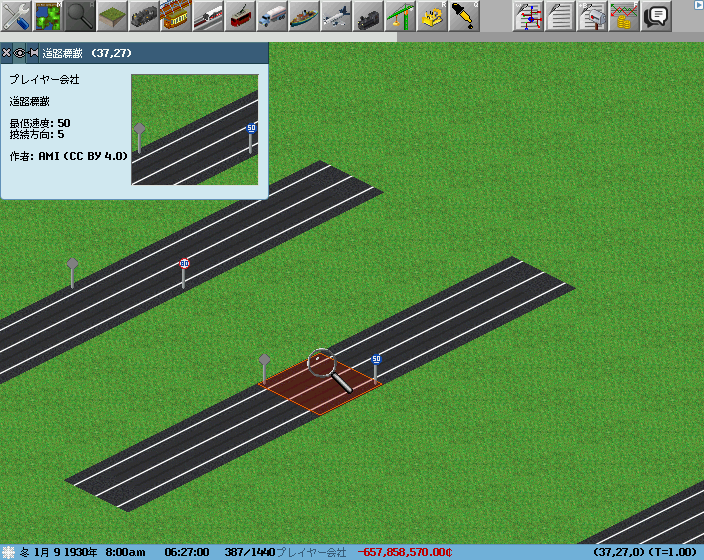 道路標識 (37,27)
プレイヤー会社
道路標識
最低速度: 50
接続方向: 5
作者: AMI (CC BY 4.0)
50
50
冬 1月 9 1930年 8:00am 06:27:00 387/1440 プレイヤー会社 -657,858,570.00¢ (37,27,0) (T=1.00)